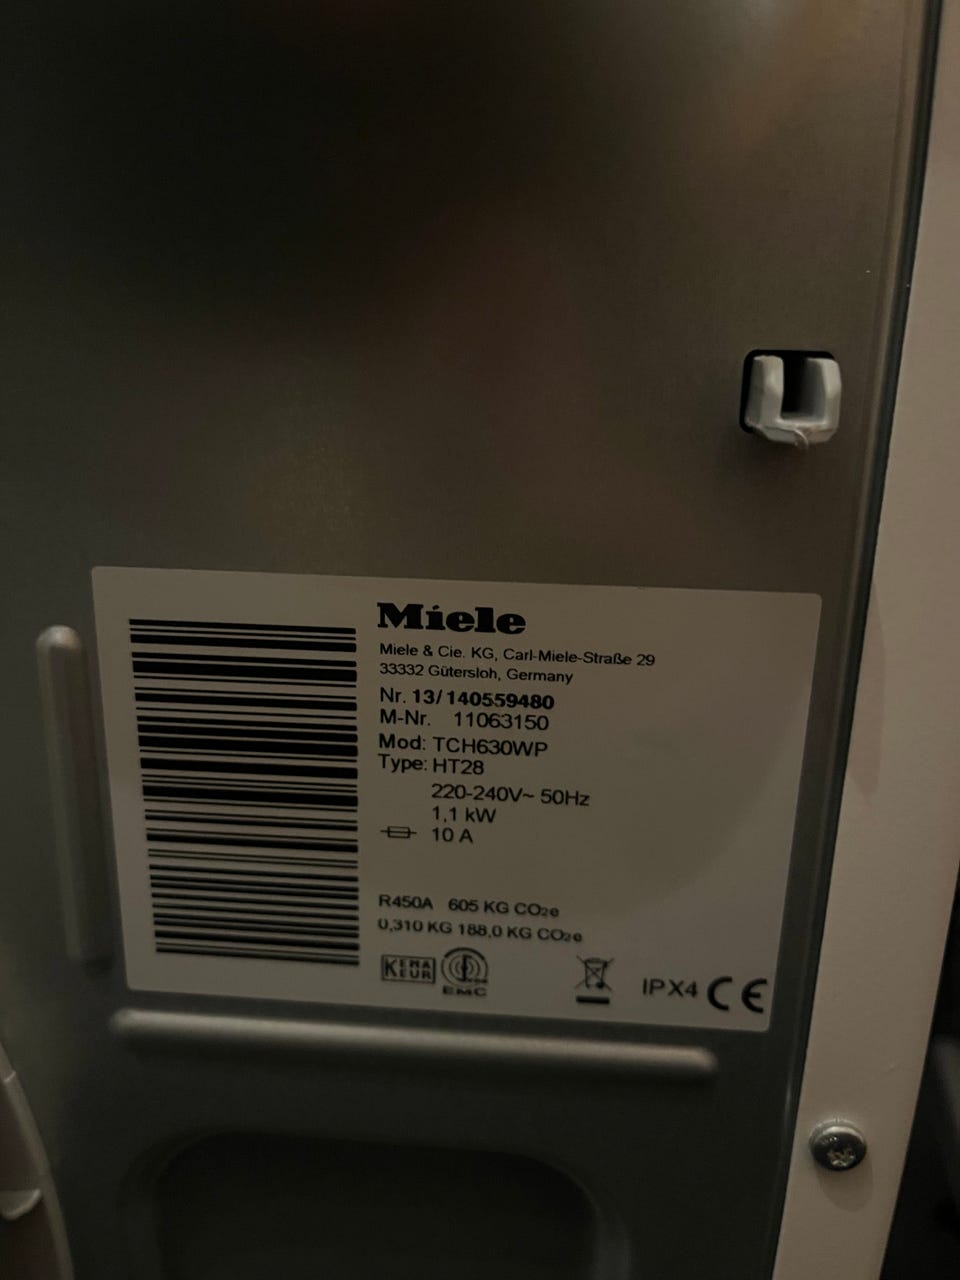 Miele
Miele & Cie. KG, Carl-Miele-Straße 29
33332 Gütersloh, Germany
Nr. 13/140559480
M-Nr. 11063150
Mod: TCH630WP
Type: HT28
220-240V~ 50Hz
1,1 kW
10 A
R450A 605 KG CO₂e
0,310 KG 188,0 KG CO₂e
KEMA
KEUR
EMC
IPX4 CE